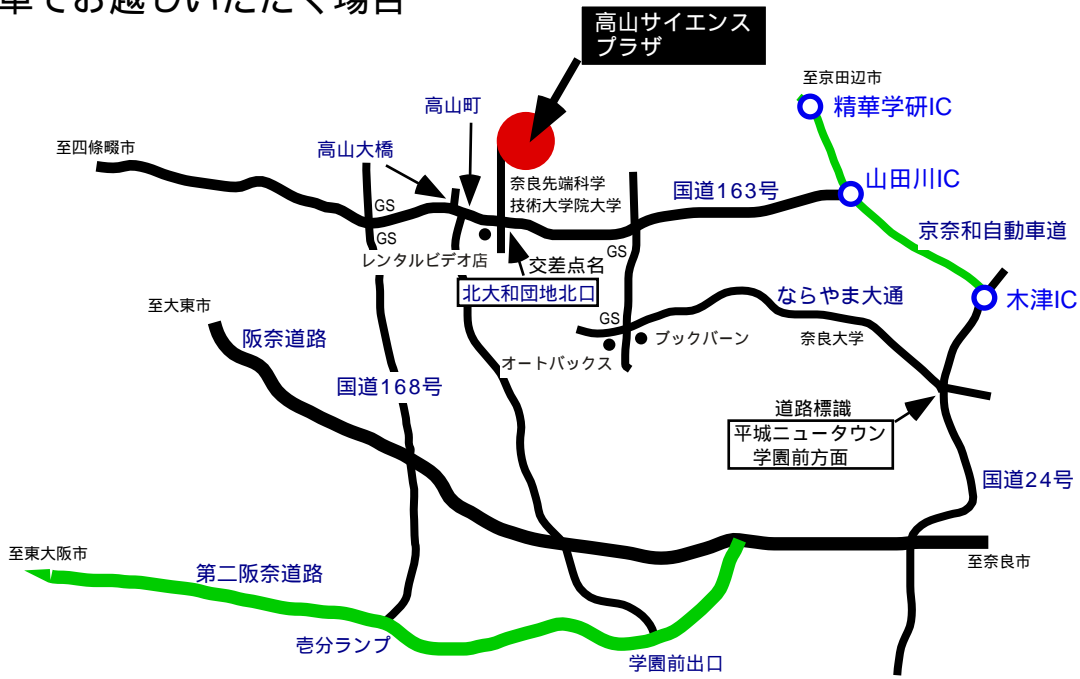 車でお越しいただく場合
高山サイエンス
プラザ
至京田辺市
精華学研IC
高山町
至四條畷市
高山大橋
奈良先端科学
技術大学院大学
国道163号
山田川IC
GS
GS
京奈和自動車道
レンタルビデオ店
交差点名
GS
北大和団地北口
至大東市
ならやま大通
木津IC
阪奈道路
GS
ブックバーン
奈良大学
オートバックス
国道168号
道路標識
平城ニュータウン
学園前方面
国道24号
至東大阪市
至奈良市
第二阪奈道路
壱分ランプ
学園前出口